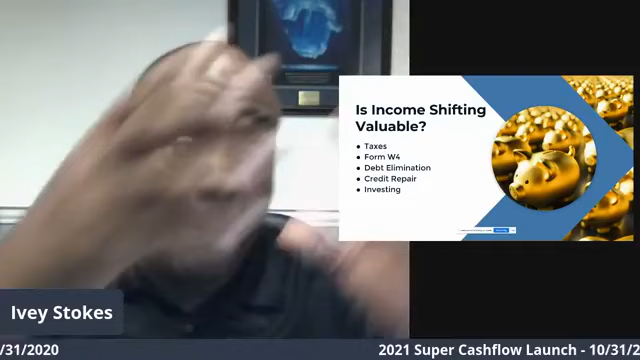 Is Income Shifting
Valuable?
• Taxes
• Form W4
• Debt Elimination
• Credit Repair
• Investing
Ivey Stokes
/31/2020
2021 Super Cashflow Launch - 10/31/2